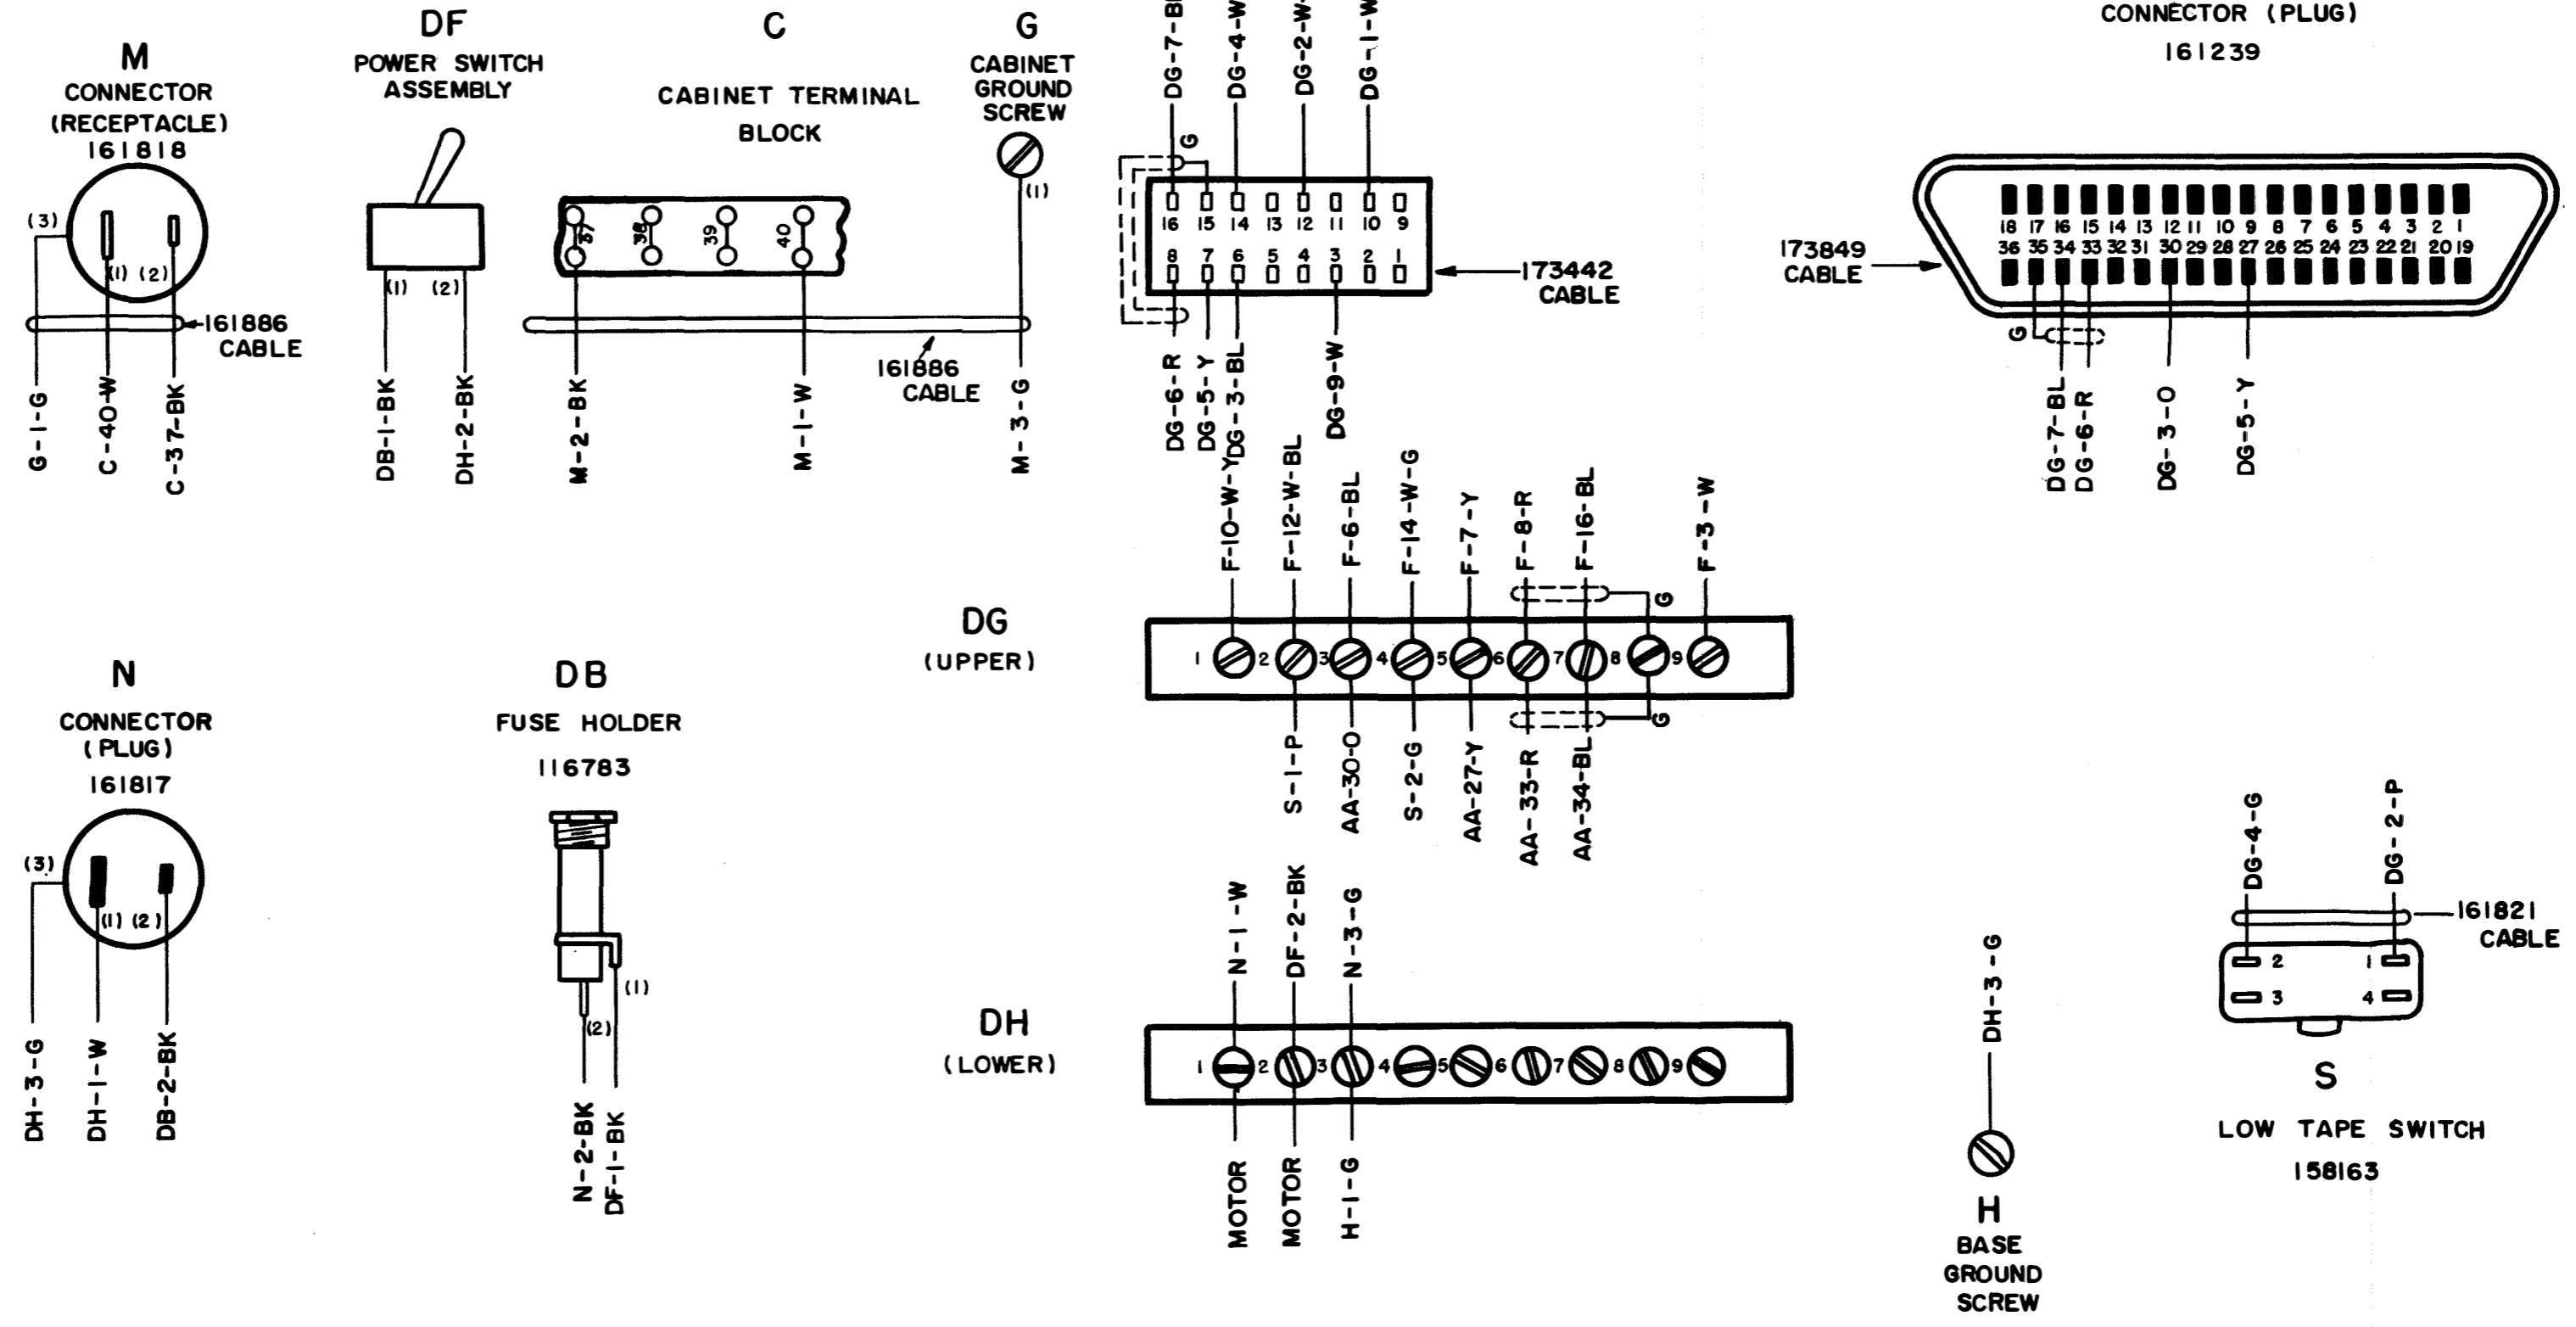 M
CONNECTOR
(RECEPTACLE)
161818
(3)
(1) (2)
161886
CABLE
G-1-G
C-40-W
C-37-BK
DF
POWER SWITCH
ASSEMBLY
(1) (2)
DB-1-BK
DH-2-BK
C
CABINET TERMINAL
BLOCK
37 38 39 40
M-2-BK
M-1-W
161886
CABLE
G
CABINET
GROUND
SCREW
(1)
M-3-G
DG-4-W
DG-1-W
G
16 15 14 13 12 11 10 9
8 7 6 5 4 3 2 1
173442
CABLE
DG-6-R
DG-5-Y
DG-3-BL
DG-9-W
CONNECTOR (PLUG)
161239
18 17 16 15 14 13 12 11 10 9 8 7 6 5 4 3 2 1
36 35 34 33 32 31 30 29 28 27 26 25 24 23 22 21 20 19
173849
CABLE
G
DG-7-BL
DG-6-R
DG-3-O
DG-5-Y
N
CONNECTOR
(PLUG)
161817
(3)
(1) (2)
DH-3-G
DH-1-W
DB-2-BK
DB
FUSE HOLDER
116783
(1)
(2)
N-2-BK
DF-1-BK
DG
(UPPER)
F-10-W-Y
F-12-W-BL
F-6-BL
F-14-W-G
F-7-Y
F-8-R
F-16-BL
F-3-W
G
1 2 3 4 5 6 7 8 9
G
S-1-P
AA-30-O
S-2-G
AA-27-Y
AA-33-R
AA-34-BL
DH
(LOWER)
N-1-W
DF-2-BK
N-3-G
1 2 3 4 5 6 7 8 9
MOTOR
MOTOR
H-1-G
DH-3-G
H
BASE
GROUND
SCREW
DG-4-G
DG-2-P
161821
CABLE
2 1
3 4
S
LOW TAPE SWITCH
158163